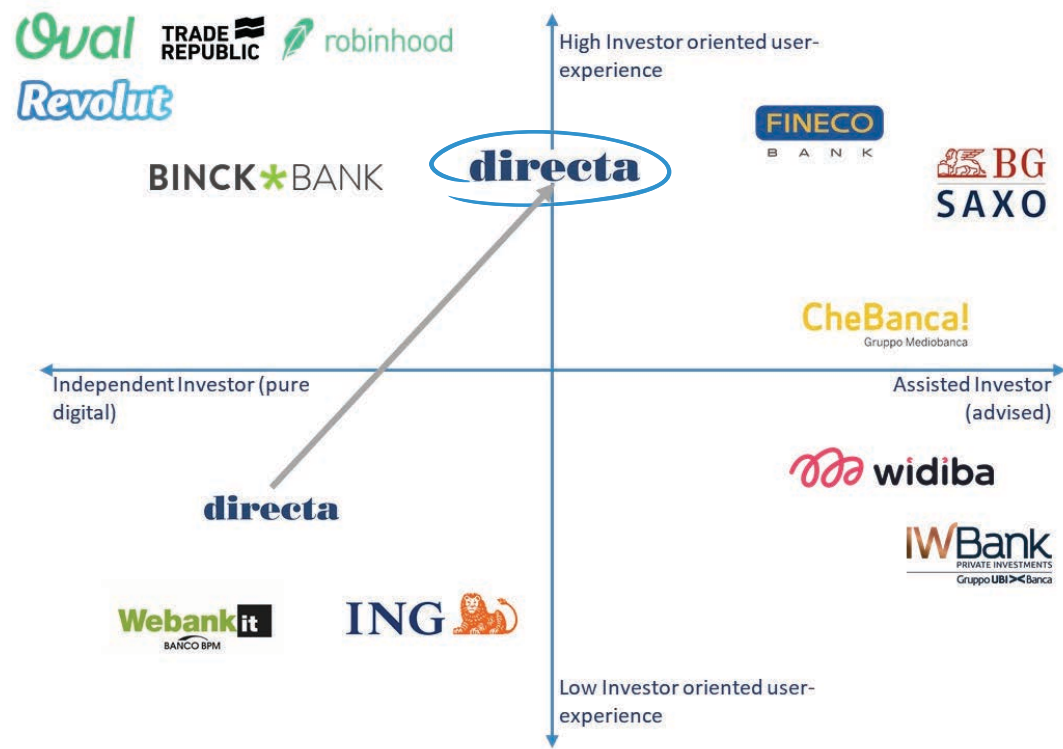 Oval TRADE REPUBLIC robinhood
Revolut
High Investor oriented user-
experience
FINECO
BANK
BINCK BANK
directa
BG
SAXO
CheBanca!
Gruppo Mediobanca
Independent Investor (pure
digital)
Assisted Investor
(advised)
widiba
directa
IWBank
PRIVATE INVESTMENTS
Gruppo UBI Banca
Webank it
BANCO BPM
ING
Low Investor oriented user-
experience